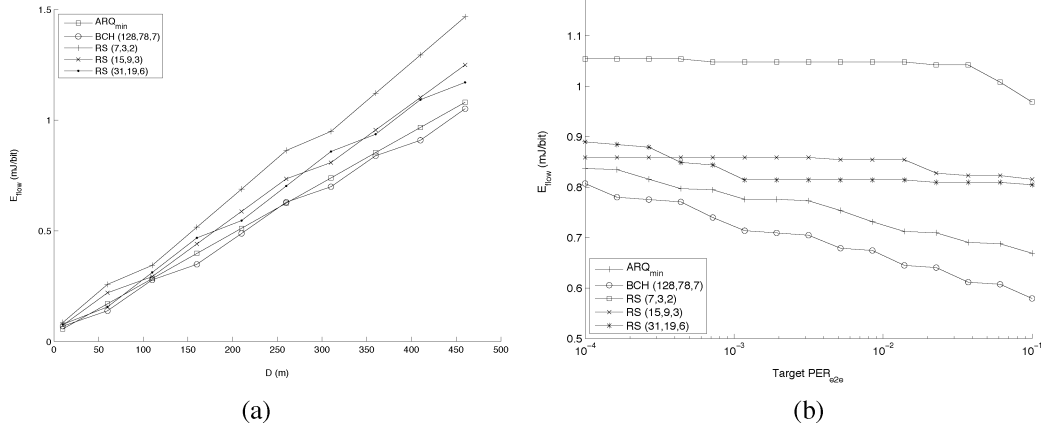 1.5
1
0.5
0
E_flow (mJ/bit)
ARQ_min
BCH (128,78,7)
RS (7,3,2)
RS (15,9,3)
RS (31,19,6)
0 50 100 150 200 250 300 350 400 450 500
D (m)
(a)
1.1
1
0.9
0.8
0.7
0.6
0.5
E_flow (mJ/bit)
ARQ_min
BCH (128,78,7)
RS (7,3,2)
RS (15,9,3)
RS (31,19,6)
10^-4 10^-3 10^-2 10^-1
Target PER_e2e
(b)